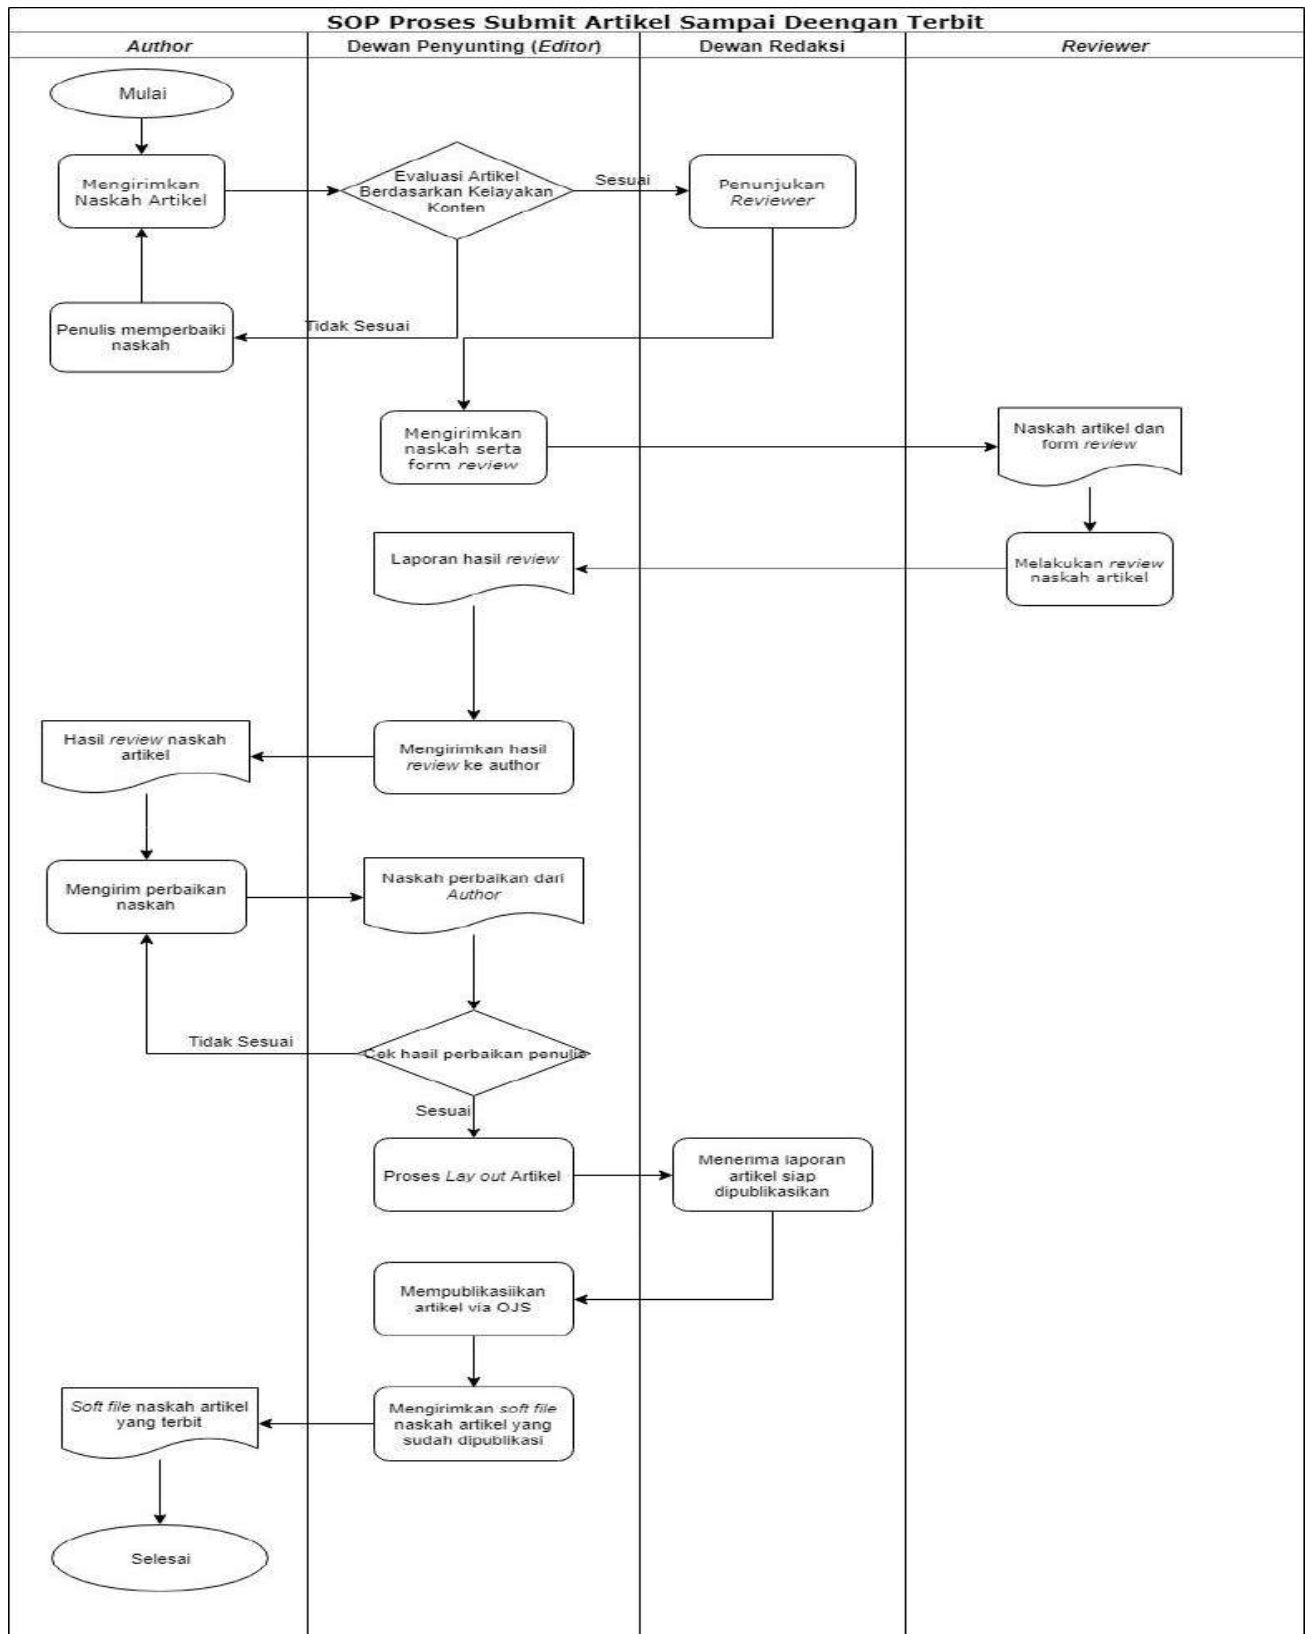 SOP Proses Submit Artikel Sampai Deengan Terbit
Author
Dewan Penyunting (Editor)
Dewan Redaksi
Reviewer
Mulai
Mengirimkan
Naskah Artikel
Evaluasi Artikel
Berdasarkan Kelayakan
Konten
Sesuai
Penunjukan
Reviewer
Penulis memperbaiki
naskah
Tidak Sesuai
Mengirimkan
naskah serta
form review
Naskah artikel dan
form review
Laporan hasil review
Melakukan review
naskah artikel
Hasil review naskah
artikel
Mengirimkan hasil
review ke author
Mengirim perbaikan
naskah
Naskah perbaikan dari
Author
Tidak Sesuai
Cek hasil perbaikan penulis
Sesuai
Proses Lay out Artikel
Menerima laporan
artikel siap
dipublikasikan
Mempublikasiikan
artikel via OJS
Soft file naskah artikel
yang terbit
Mengirimkan soft file
naskah artikel yang
sudah dipublikasi
Selesai